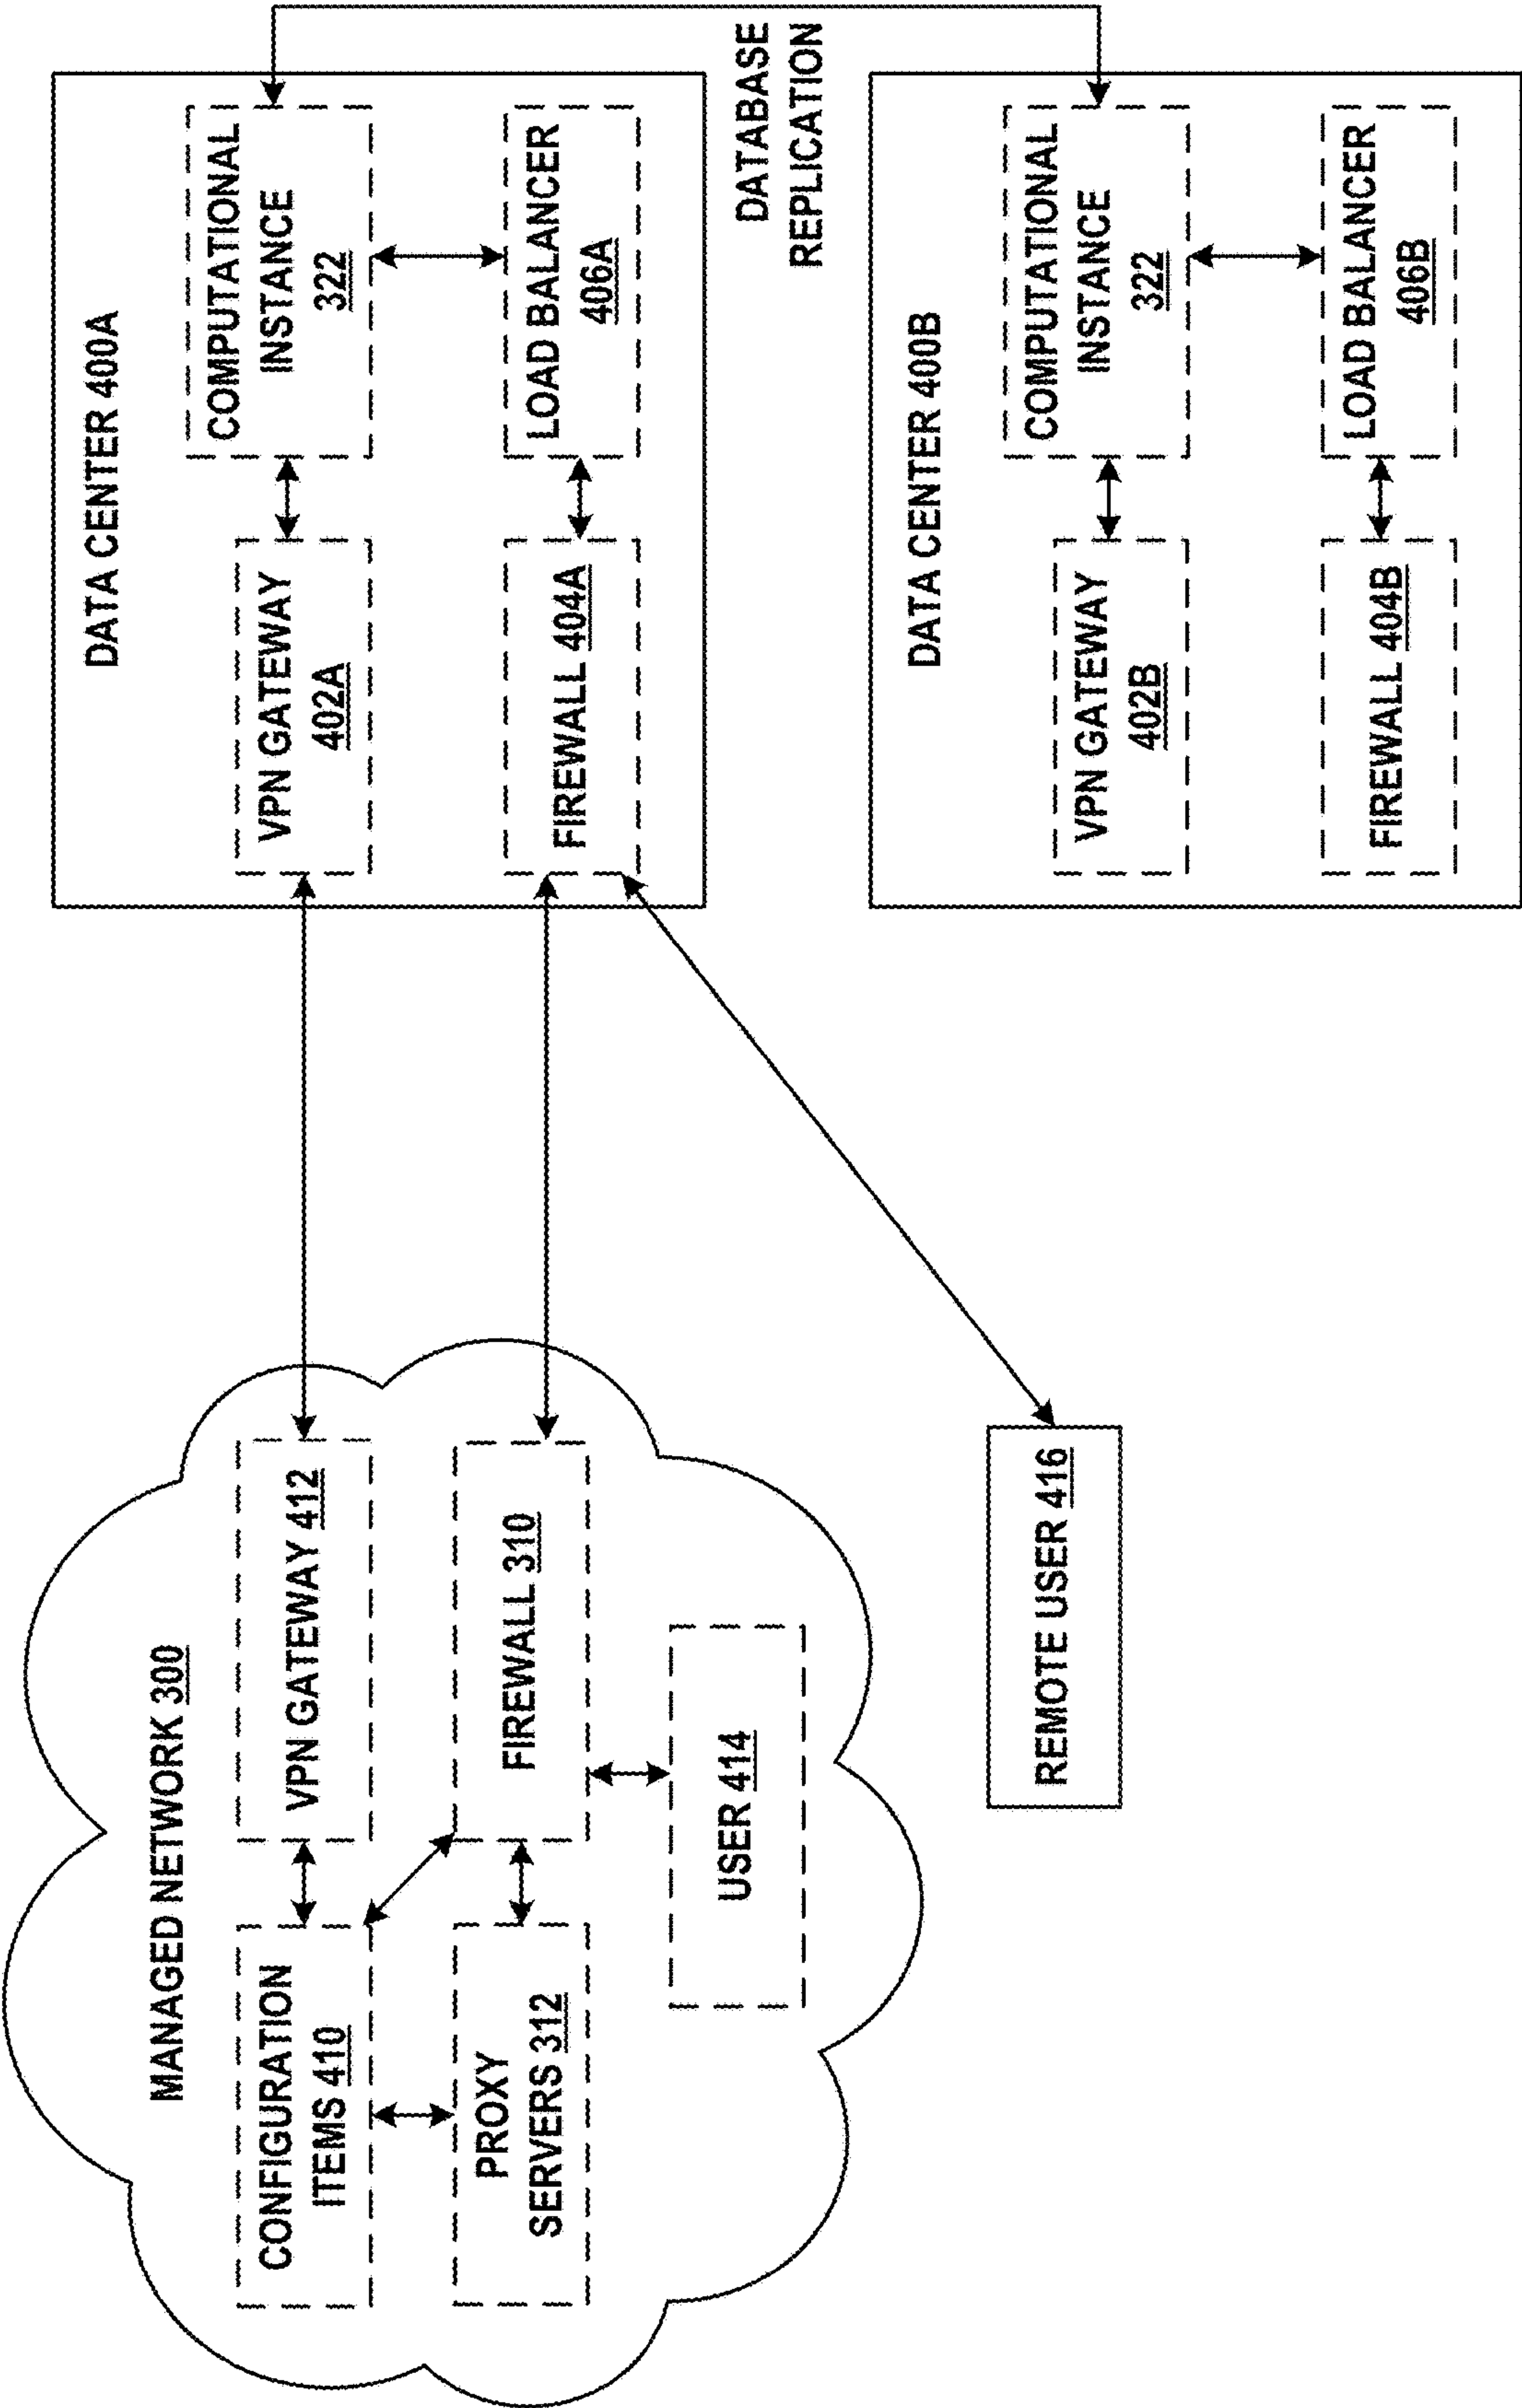 MANAGED NETWORK 300
CONFIGURATION
ITEMS 410
VPN GATEWAY 412
PROXY
SERVERS 312
FIREWALL 310
USER 414
REMOTE USER 416
DATA CENTER 400A
VPN GATEWAY
402A
COMPUTATIONAL
INSTANCE
322
FIREWALL 404A
LOAD BALANCER
406A
DATABASE
REPLICATION
DATA CENTER 400B
VPN GATEWAY
402B
COMPUTATIONAL
INSTANCE
322
FIREWALL 404B
LOAD BALANCER
406B